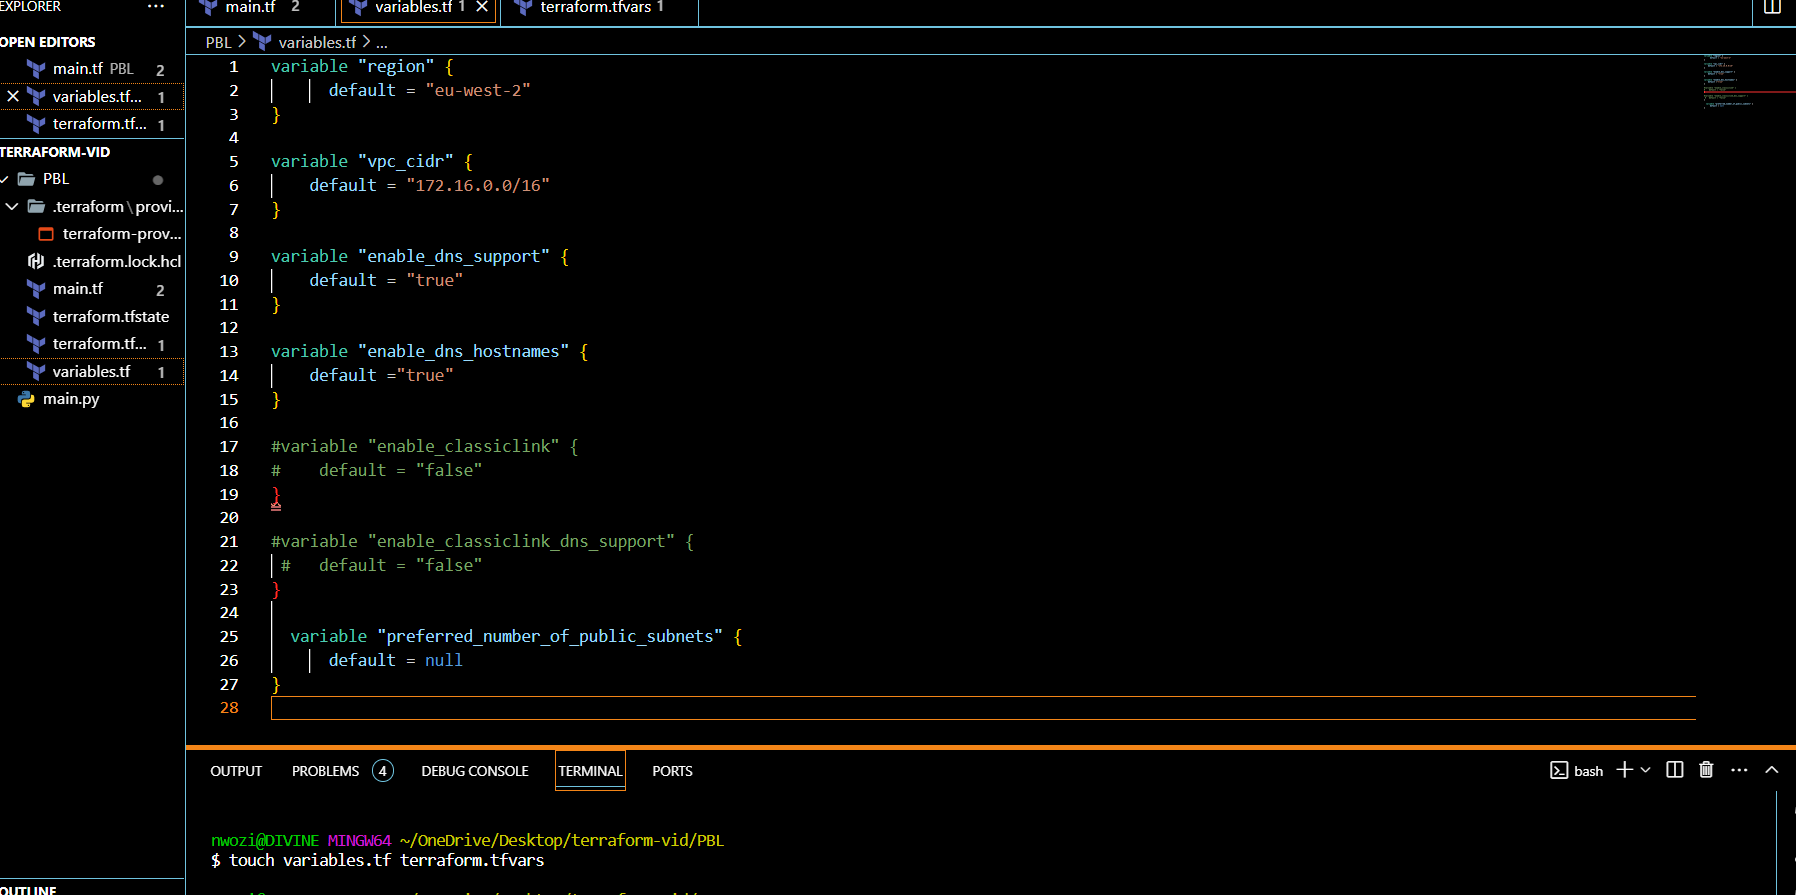 EXPLORER ...
main.tf 2 variables.tf 1 terraform.tfvars 1
OPEN EDITORS
PBL > variables.tf > ...
main.tf PBL 2
variables.tf... 1
terraform.tf... 1
TERRAFORM-VID
PBL
.terraform\provi...
terraform-prov...
.terraform.lock.hcl
main.tf 2
terraform.tfstate
terraform.tf... 1
variables.tf 1
main.py
1 variable "region" {
2 default = "eu-west-2"
3 }
4
5 variable "vpc_cidr" {
6 default = "172.16.0.0/16"
7 }
8
9 variable "enable_dns_support" {
10 default = "true"
11 }
12
13 variable "enable_dns_hostnames" {
14 default ="true"
15 }
16
17 #variable "enable_classiclink" {
18 # default = "false"
19 }
20
21 #variable "enable_classiclink_dns_support" {
22 # default = "false"
23 }
24
25 variable "preferred_number_of_public_subnets" {
26 default = null
27 }
28
OUTPUT PROBLEMS 4 DEBUG CONSOLE TERMINAL PORTS bash
nwozi@DIVINE MINGW64 ~/OneDrive/Desktop/terraform-vid/PBL
$ touch variables.tf terraform.tfvars
OUTLINE